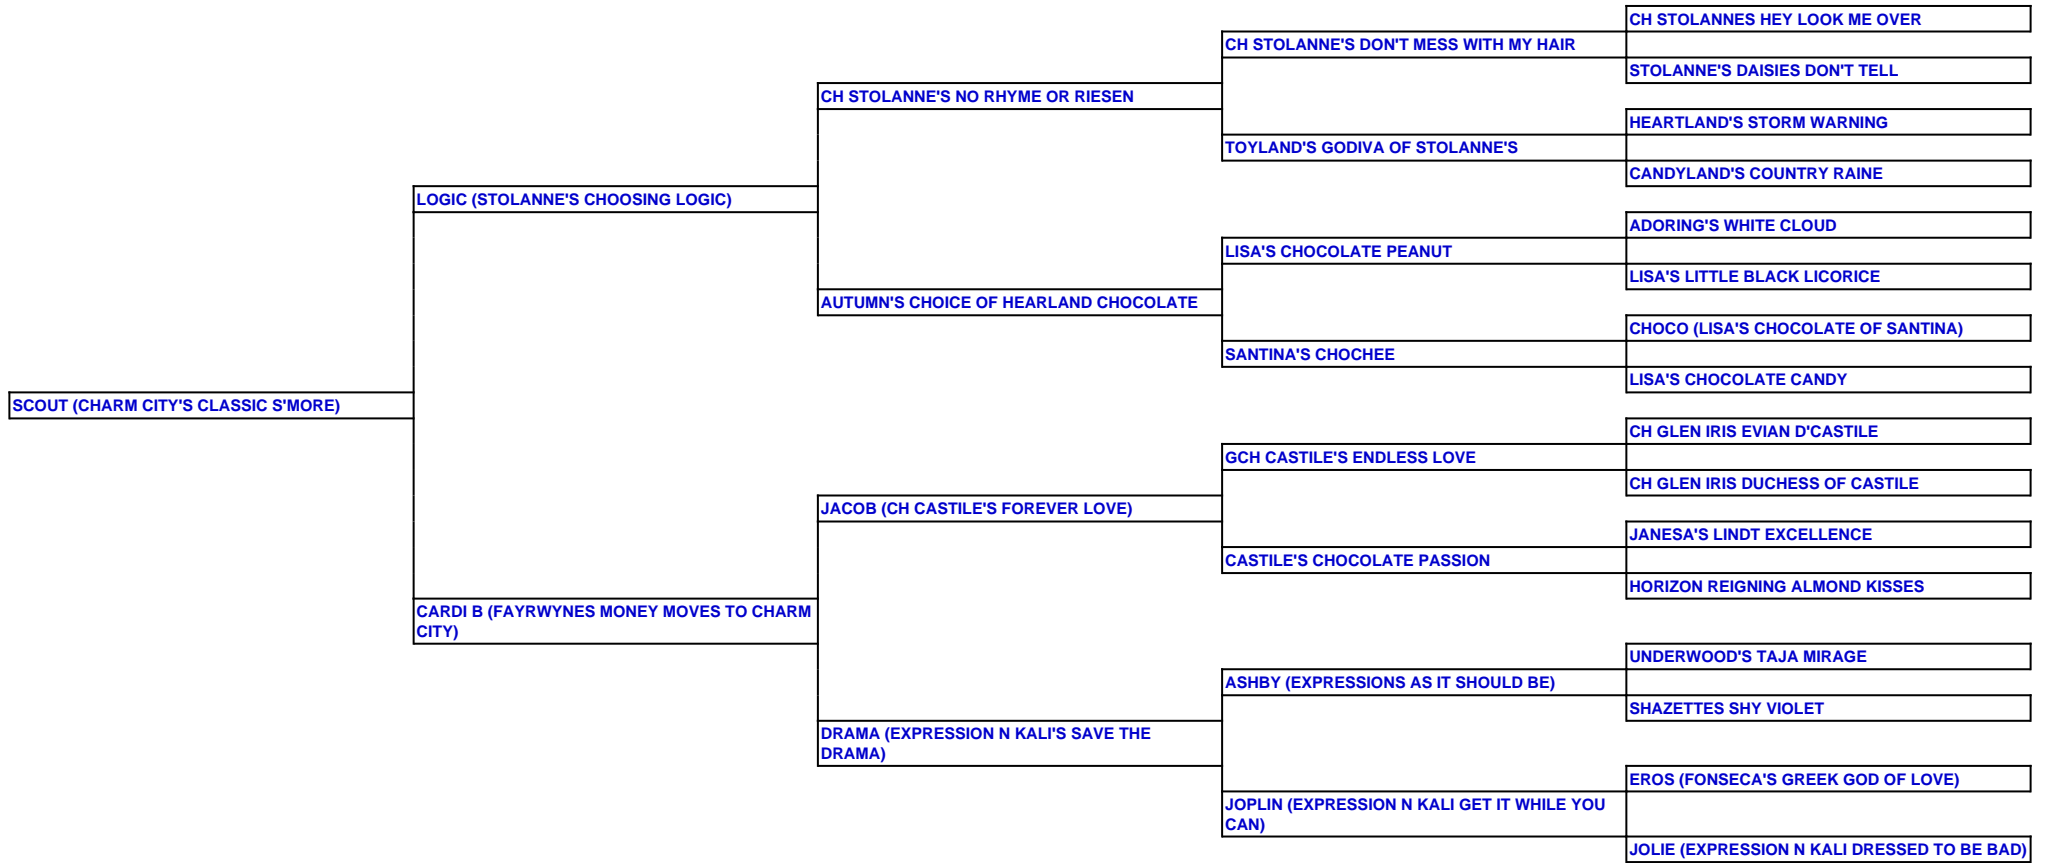 CH STOLANNES HEY LOOK ME OVER
CH STOLANNE'S DON'T MESS WITH MY HAIR
STOLANNE'S DAISIES DON'T TELL
CH STOLANNE'S NO RHYME OR RIESEN
HEARTLAND'S STORM WARNING
TOYLAND'S GODIVA OF STOLANNE'S
CANDYLAND'S COUNTRY RAINE
LOGIC (STOLANNE'S CHOOSING LOGIC)
ADORING'S WHITE CLOUD
LISA'S CHOCOLATE PEANUT
LISA'S LITTLE BLACK LICORICE
AUTUMN'S CHOICE OF HEARLAND CHOCOLATE
CHOCO (LISA'S CHOCOLATE OF SANTINA)
SANTINA'S CHOCHEE
LISA'S CHOCOLATE CANDY
SCOUT (CHARM CITY'S CLASSIC S'MORE)
CH GLEN IRIS EVIAN D'CASTILE
GCH CASTILE'S ENDLESS LOVE
CH GLEN IRIS DUCHESS OF CASTILE
JACOB (CH CASTILE'S FOREVER LOVE)
JANESA'S LINDT EXCELLENCE
CASTILE'S CHOCOLATE PASSION
HORIZON REIGNING ALMOND KISSES
CARDI B (FAYRWYNES MONEY MOVES TO CHARM
CITY)
UNDERWOOD'S TAJA MIRAGE
ASHBY (EXPRESSIONS AS IT SHOULD BE)
SHAZETTES SHY VIOLET
DRAMA (EXPRESSION N KALI'S SAVE THE
DRAMA)
EROS (FONSECA'S GREEK GOD OF LOVE)
JOPLIN (EXPRESSION N KALI GET IT WHILE YOU
CAN)
JOLIE (EXPRESSION N KALI DRESSED TO BE BAD)